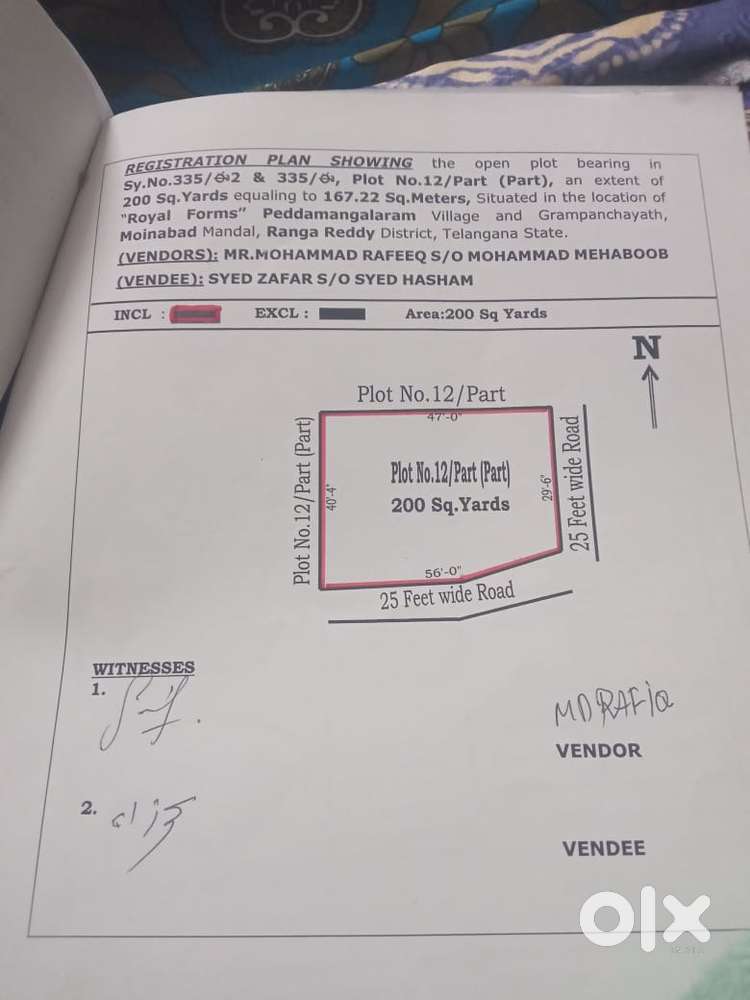 REGISTRATION PLAN SHOWING the open plot bearing in
Sy.No.335/ఈ2 & 335/ఈ, Plot No.12/Part (Part), an extent of
200 Sq.Yards equaling to 167.22 Sq.Meters, Situated in the location of
"Royal Forms" Peddamangalaram Village and Grampanchayath,
Moinabad Mandal, Ranga Reddy District, Telangana State.
(VENDORS): MR.MOHAMMAD RAFEEQ S/O MOHAMMAD MEHABOOB
(VENDEE): SYED ZAFAR S/O SYED HASHAM
INCL : EXCL : Area:200 Sq Yards
N
Plot No.12/Part
47'-0"
Plot No.12/Part (Part)
40'-4"
Plot No.12/Part (Part)
200 Sq.Yards
29'-6"
25 Feet wide Road
56'-0"
25 Feet wide Road
WITNESSES
1.
MD RAFIQ
VENDOR
2.
VENDEE
olx